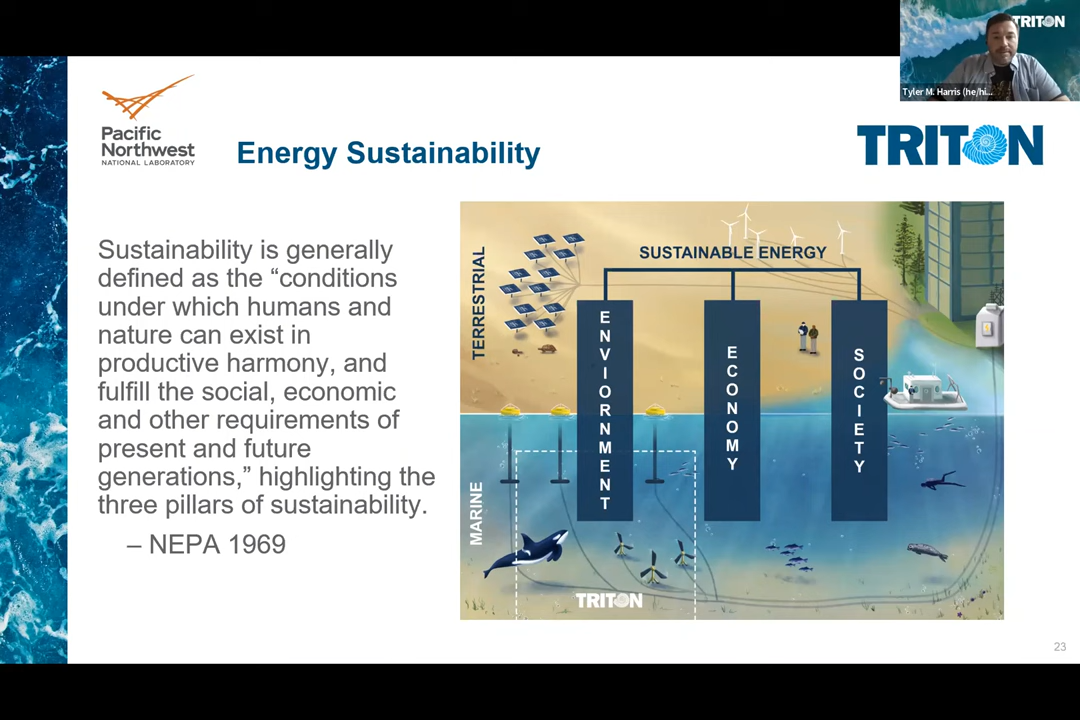 TRITON
Tyler M. Harris (he/hi...
Pacific
Northwest
NATIONAL LABORATORY
Energy Sustainability
TRITON
Sustainability is generally
defined as the “conditions
under which humans and
nature can exist in
productive harmony, and
fulfill the social, economic
and other requirements of
present and future
generations,” highlighting the
three pillars of sustainability.
– NEPA 1969
TERRESTRIAL
MARINE
SUSTAINABLE ENERGY
ENVIORNMENT
ECONOMY
SOCIETY
TRITON
23